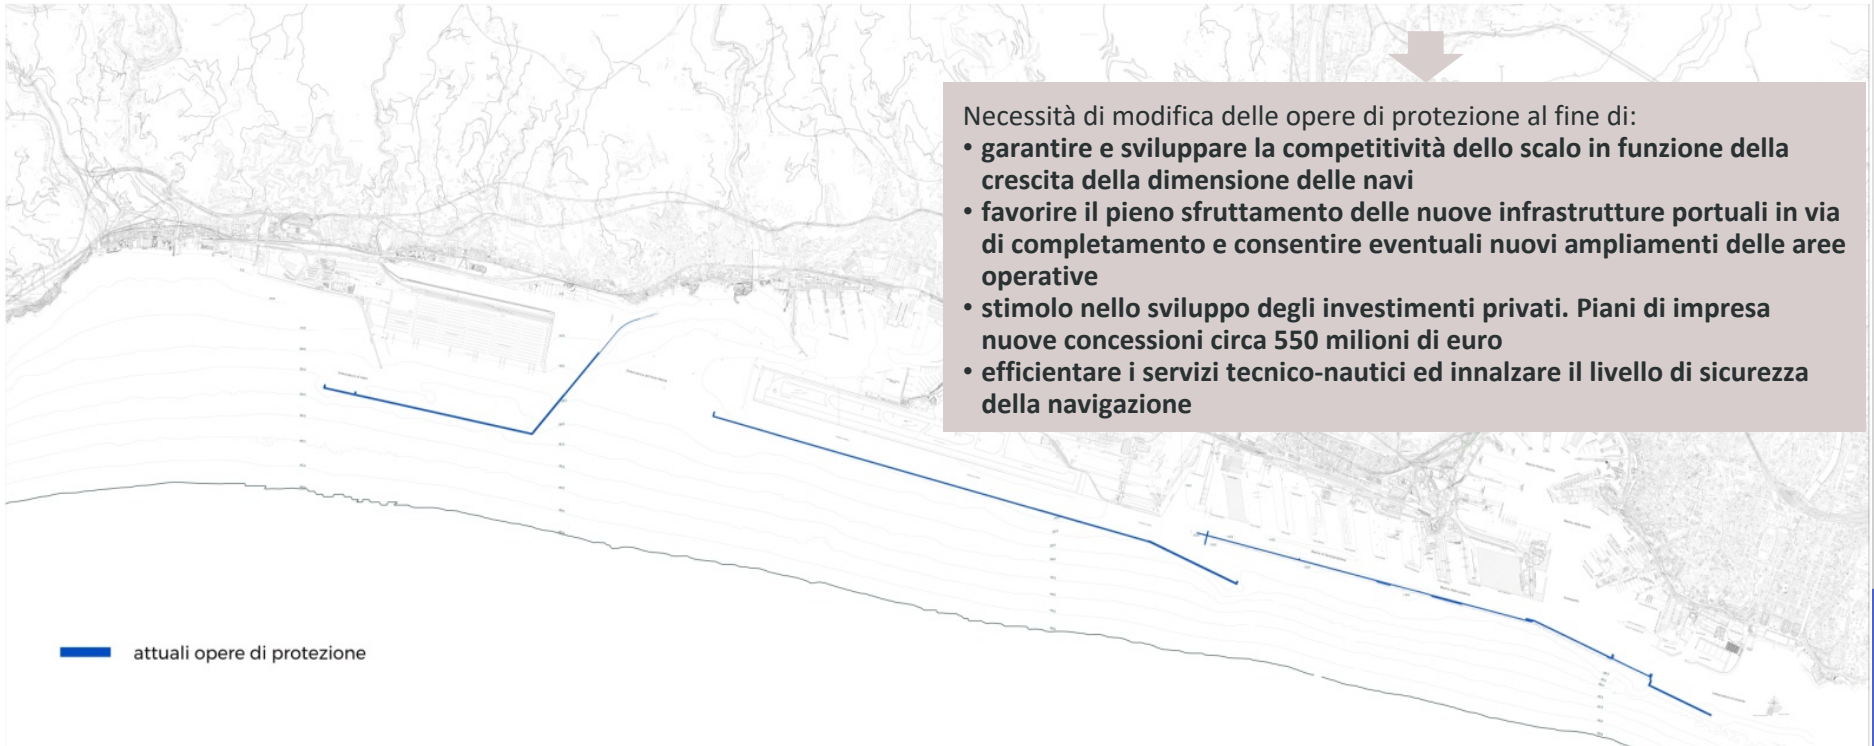 Necessità di modifica delle opere di protezione al fine di:
• garantire e sviluppare la competitività dello scalo in funzione della
crescita della dimensione delle navi
• favorire il pieno sfruttamento delle nuove infrastrutture portuali in via
di completamento e consentire eventuali nuovi ampliamenti delle aree
operative
• stimolo nello sviluppo degli investimenti privati. Piani di impresa
nuove concessioni circa 550 milioni di euro
• efficientare i servizi tecnico-nautici ed innalzare il livello di sicurezza
della navigazione
attuali opere di protezione